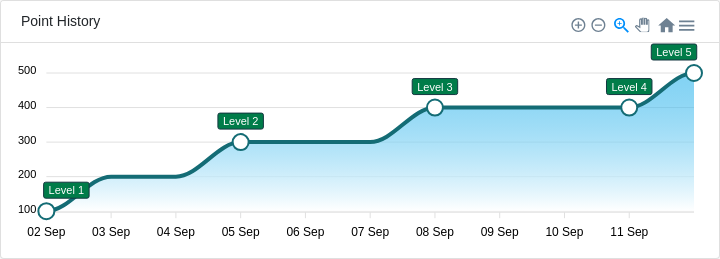 Point History
Level 5
500
Level 3
Level 4
400
Level 2
300
200
Level 1
100
02 Sep
03 Sep
04 Sep
05 Sep
06 Sep
07 Sep
08 Sep
09 Sep
10 Sep
11 Sep